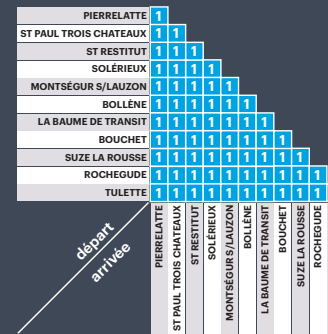 PIERRELATTE 1
ST PAUL TROIS CHATEAUX 1 1
ST RESTITUT 1 1 1
SOLÉRIEUX 1 1 1 1
MONTSÉGUR S/LAUZON 1 1 1 1 1
BOLLÈNE 1 1 1 1 1 1
LA BAUME DE TRANSIT 1 1 1 1 1 1 1
BOUCHET 1 1 1 1 1 1 1 1
SUZE LA ROUSSE 1 1 1 1 1 1 1 1 1
ROCHEGUDE 1 1 1 1 1 1 1 1 1 1
TULETTE 1 1 1 1 1 1 1 1 1 1
départ
arrivée
PIERRELATTE
ST PAUL TROIS CHATEAUX
ST RESTITUT
SOLÉRIEUX
MONTSÉGUR S/LAUZON
BOLLÈNE
LA BAUME DE TRANSIT
BOUCHET
SUZE LA ROUSSE
ROCHEGUDE